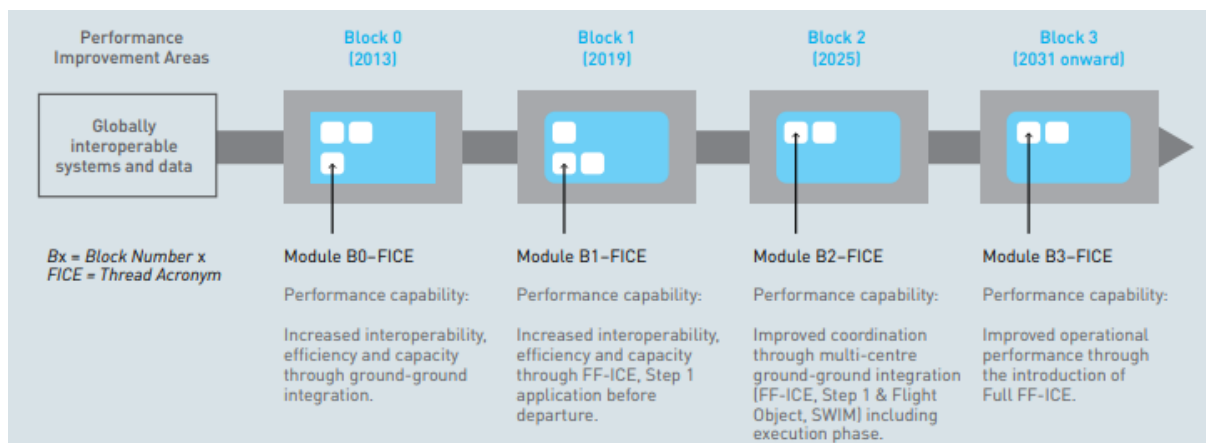 Performance
Improvement Areas
Block 0
(2013)
Block 1
(2019)
Block 2
(2025)
Block 3
(2031 onward)
Globally
interoperable
systems and data
Bx = Block Number x
FICE = Thread Acronym
Module B0–FICE
Performance capability:
Increased interoperability,
efficiency and capacity
through ground-ground
integration.
Module B1–FICE
Performance capability:
Increased interoperability,
efficiency and capacity
through FF-ICE, Step 1
application before
departure.
Module B2–FICE
Performance capability:
Improved coordination
through multi-centre
ground-ground integration
(FF-ICE, Step 1 & Flight
Object, SWIM) including
execution phase.
Module B3–FICE
Performance capability:
Improved operational
performance through
the introduction of
Full FF-ICE.